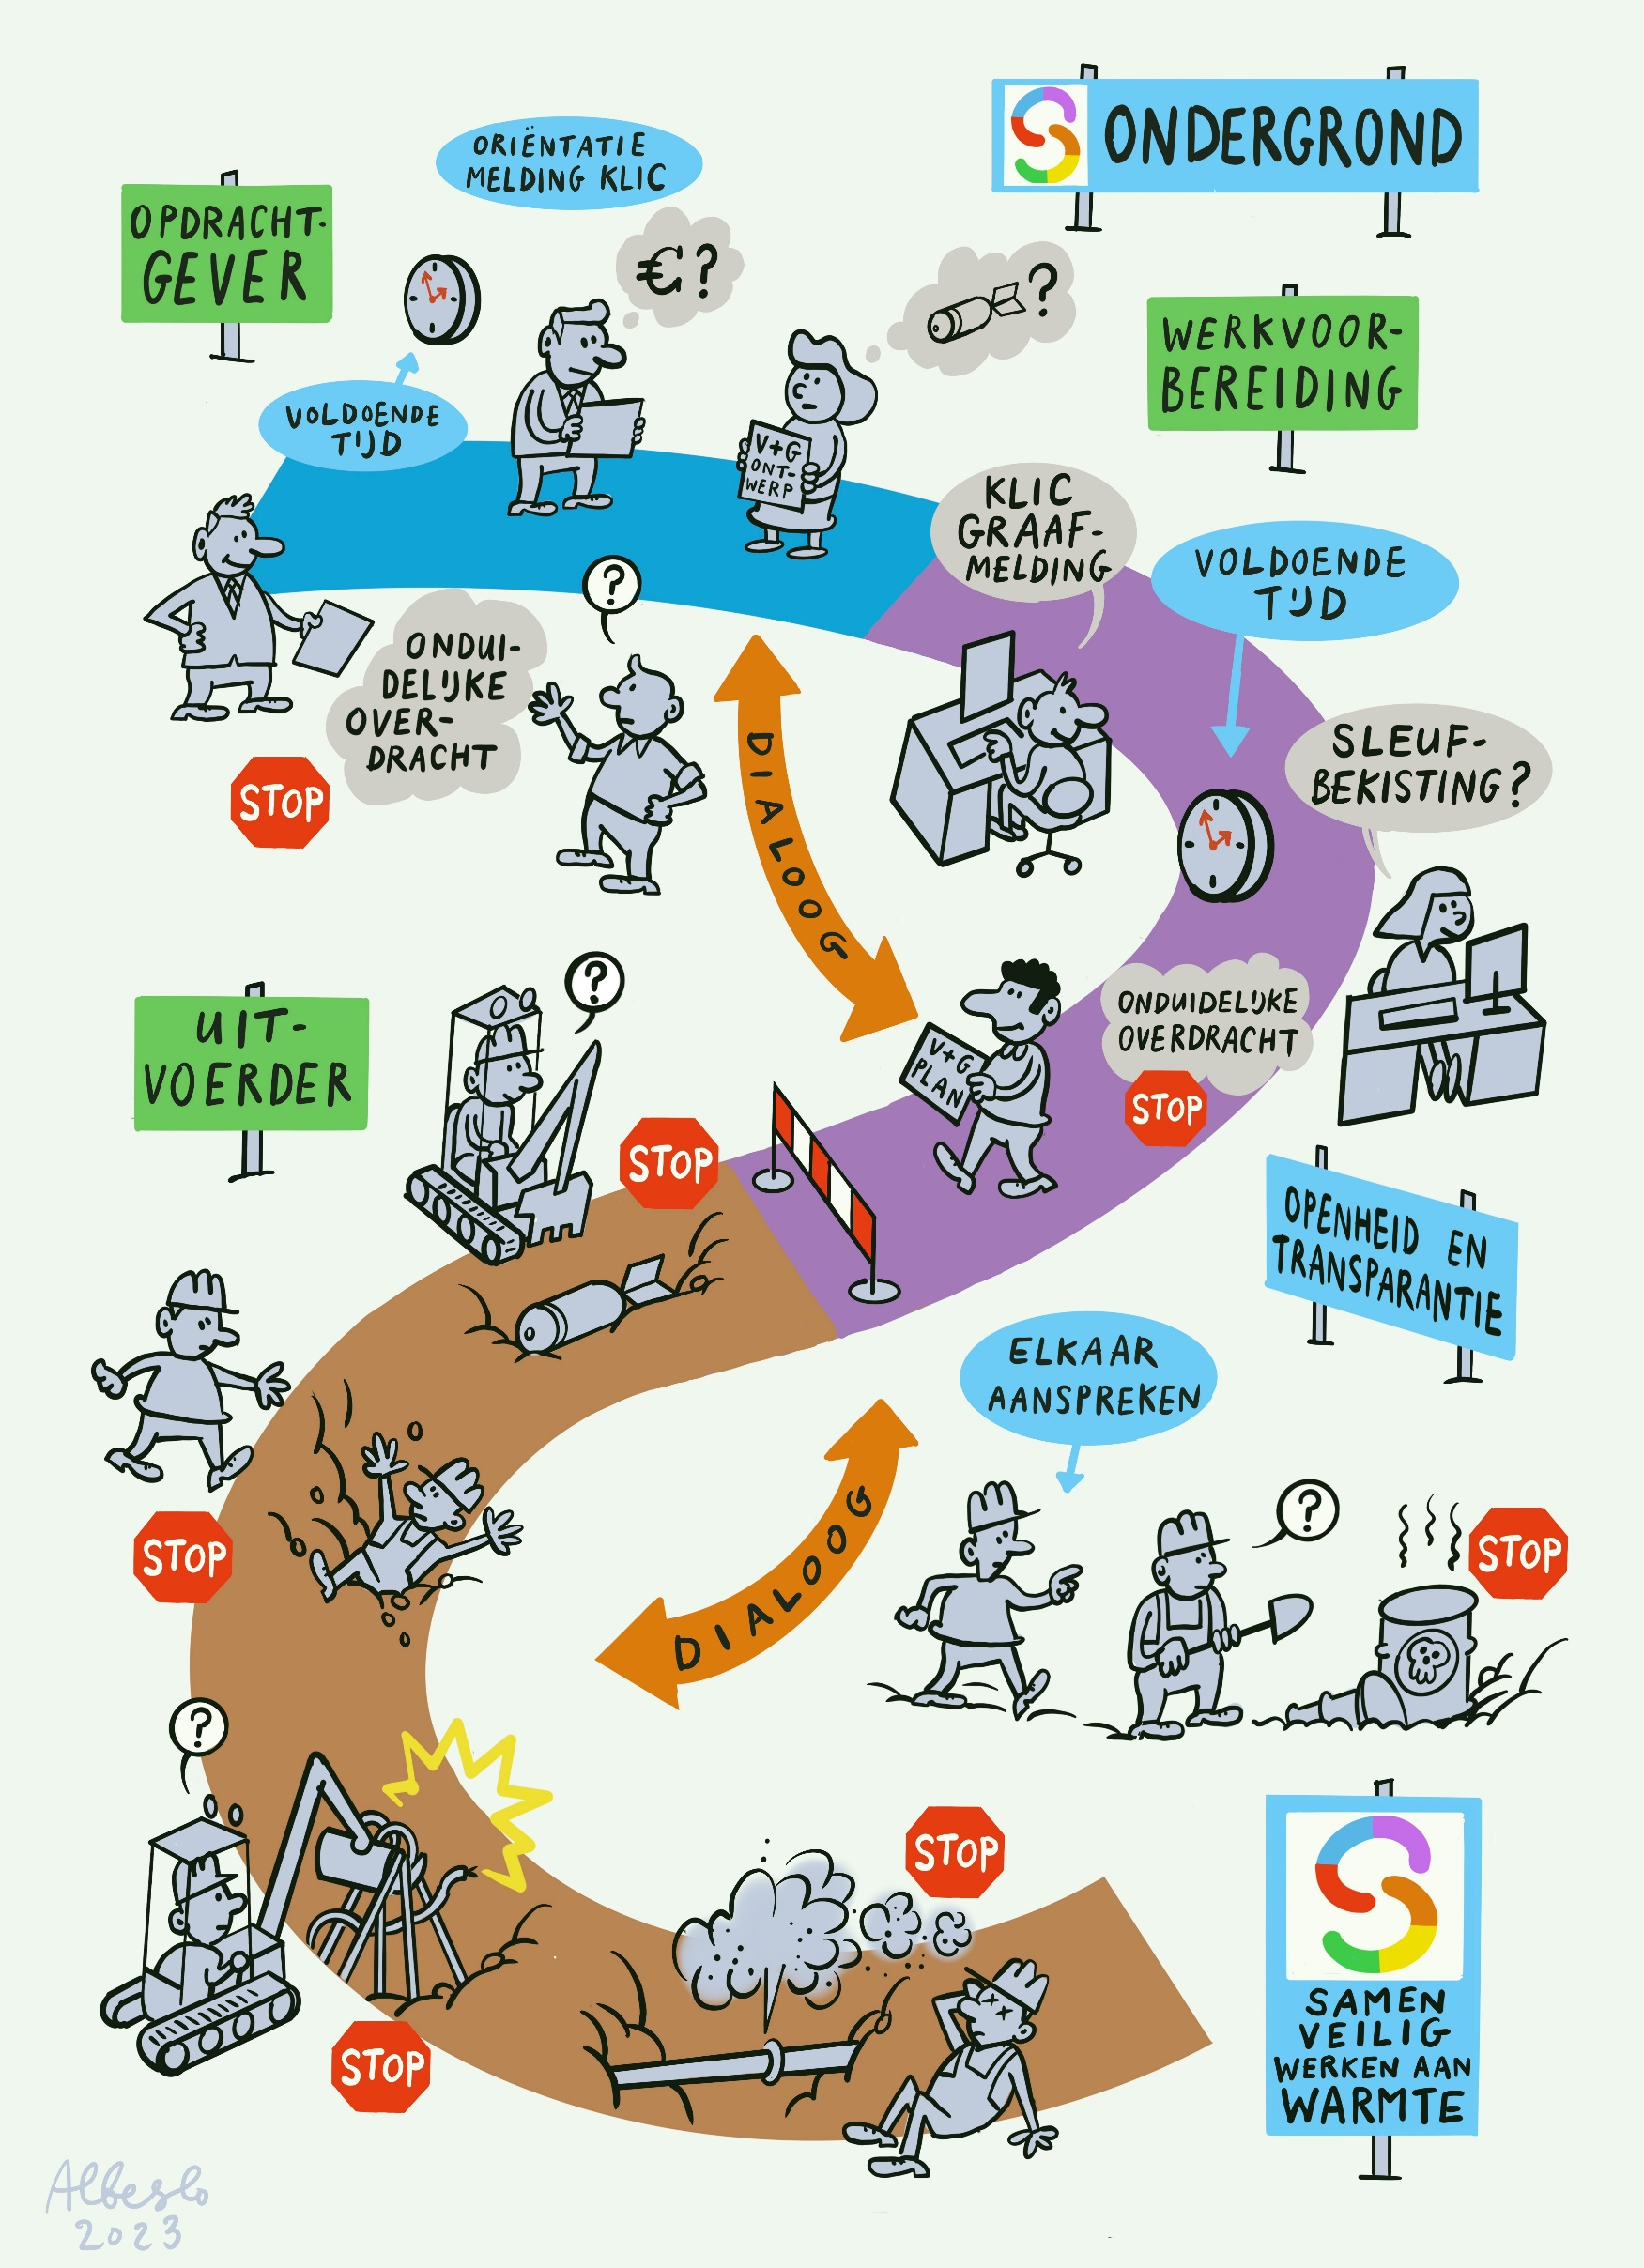 ONDERGROND
ORIËNTATIE
MELDING KLIC
OPDRACHT-
GEVER
€?
?
WERKVOOR-
BEREIDING
VOLDOENDE
TIJD
V+G
ONT-
WERP
KLIC
GRAAF-
MELDING
VOLDOENDE
TIJD
?
ONDUI-
DELIJKE
OVER-
DRACHT
STOP
DIALOOG
SLEUF-
BEKISTING?
UIT-
VOERDER
?
V+G
PLAN
ONDUIDELIJKE
OVERDRACHT
STOP
STOP
OPENHEID EN
TRANSPARANTIE
ELKAAR
AANSPREKEN
STOP
DIALOOG
?
STOP
?
STOP
STOP
SAMEN
VEILIG
WERKEN AAN
WARMTE
Albeslo
2023